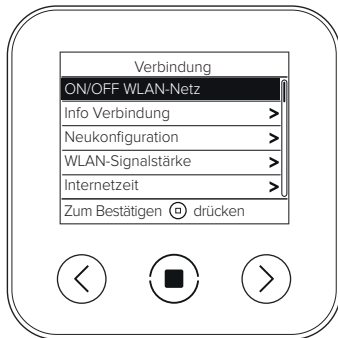 Verbindung
ON/OFF WLAN-Netz
Info Verbindung >
Neukonfiguration >
WLAN-Signalstärke >
Internetzeit >
Zum Bestätigen drücken